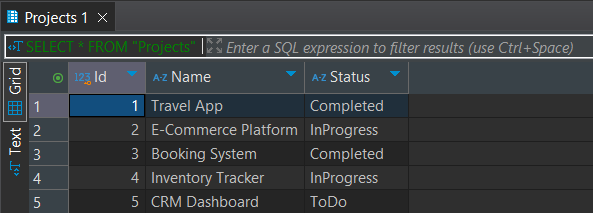 Projects 1
SELECT * FROM "Projects" Enter a SQL expression to filter results (use Ctrl+Space)
Grid
Text
123 Id A-Z Name A-Z Status
1 1 Travel App Completed
2 2 E-Commerce Platform InProgress
3 3 Booking System Completed
4 4 Inventory Tracker InProgress
5 5 CRM Dashboard ToDo